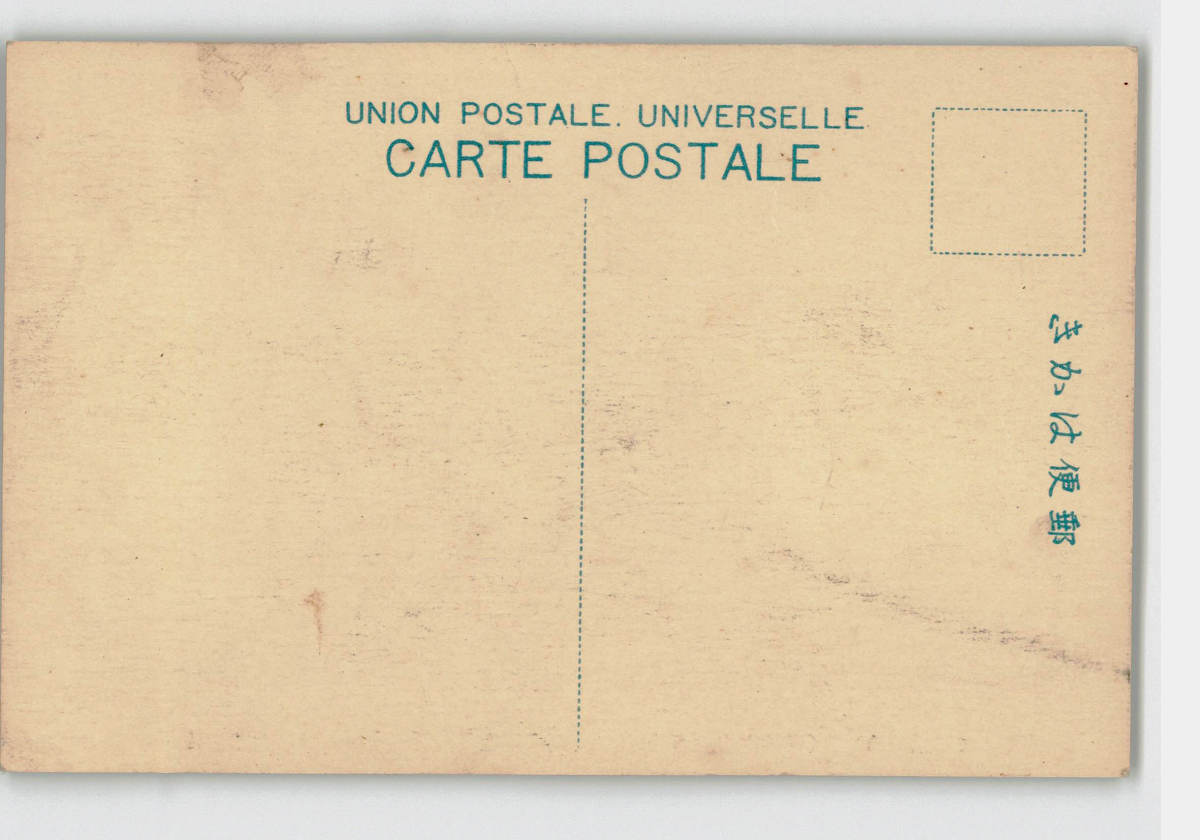 UNION POSTALE. UNIVERSELLE
CARTE POSTALE
きかは便郵